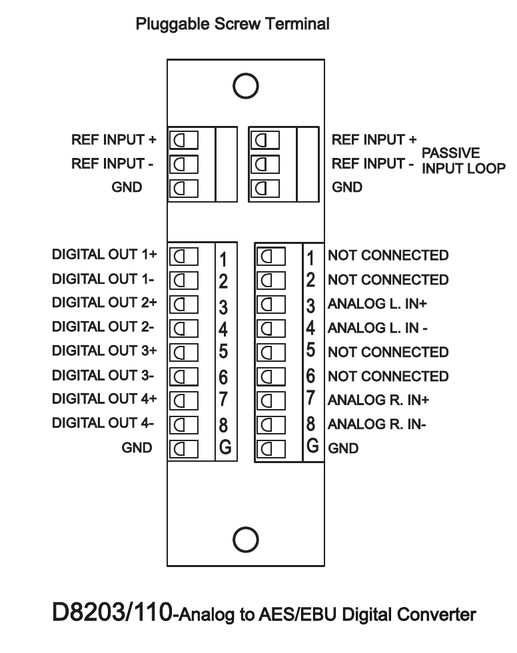 Pluggable Screw Terminal
REF INPUT + REF INPUT +
REF INPUT - REF INPUT - PASSIVE INPUT LOOP
GND GND
DIGITAL OUT 1+ 1 1 NOT CONNECTED
DIGITAL OUT 1- 2 2 NOT CONNECTED
DIGITAL OUT 2+ 3 3 ANALOG L. IN+
DIGITAL OUT 2- 4 4 ANALOG L. IN -
DIGITAL OUT 3+ 5 5 NOT CONNECTED
DIGITAL OUT 3- 6 6 NOT CONNECTED
DIGITAL OUT 4+ 7 7 ANALOG R. IN+
DIGITAL OUT 4- 8 8 ANALOG R. IN-
GND G G GND
D8203/110-Analog to AES/EBU Digital Converter